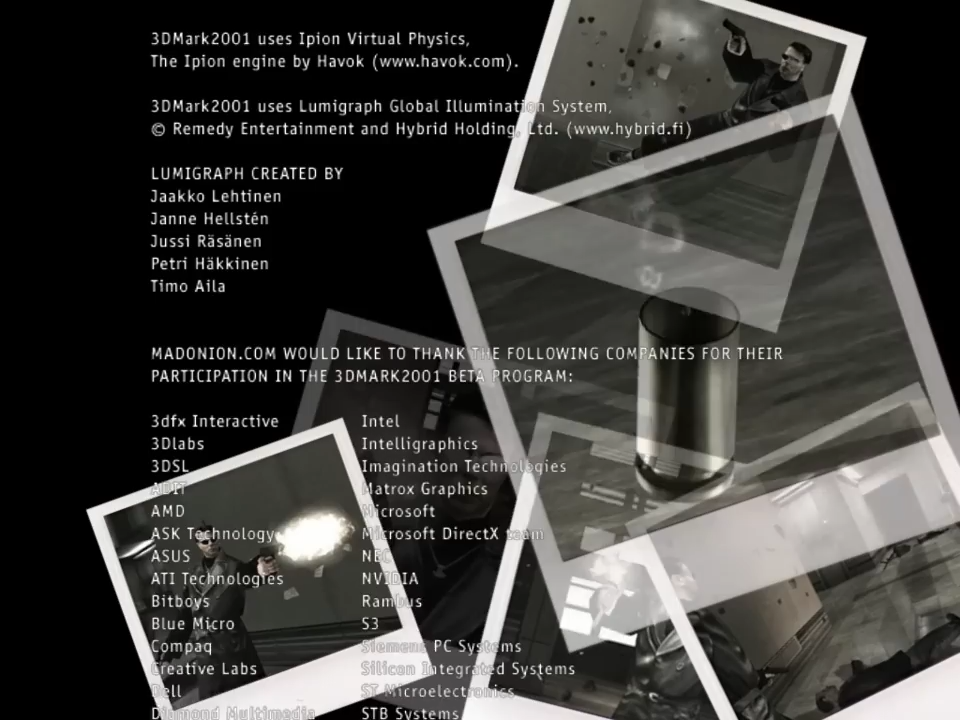 3DMark2001 uses Ipion Virtual Physics,
The Ipion engine by Havok (www.havok.com).
3DMark2001 uses Lumigraph Global Illumination System,
© Remedy Entertainment and Hybrid Holding, Ltd. (www.hybrid.fi)
LUMIGRAPH CREATED BY
Jaakko Lehtinen
Janne Hellstén
Jussi Räsänen
Petri Häkkinen
Timo Aila
MADONION.COM WOULD LIKE TO THANK THE FOLLOWING COMPANIES FOR THEIR
PARTICIPATION IN THE 3DMARK2001 BETA PROGRAM:
3dfx Interactive
3Dlabs
3DSL
ABIT
AMD
ASK Technology
ASUS
ATI Technologies
Bitboys
Blue Micro
Compaq
Creative Labs
Dell
Diamond Multimedia
Intel
Intelligraphics
Imagination Technologies
Matrox Graphics
Microsoft
Microsoft DirectX team
NEC
NVIDIA
Rambus
S3
Siemens PC Systems
Silicon Integrated Systems
ST Microelectronics
STB Systems